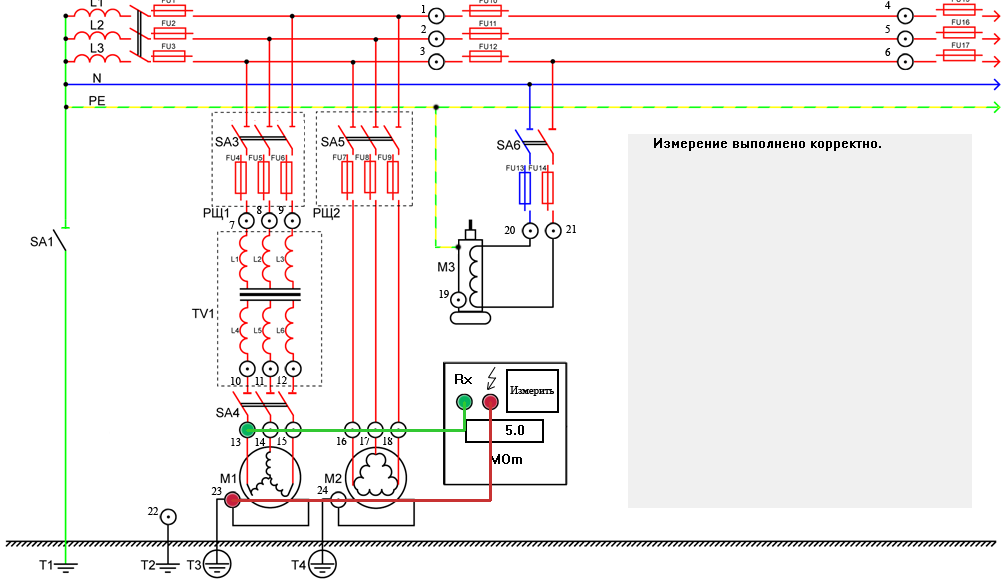 L1 FU1 FU10 FU15
1 4
L2 FU2 FU11 FU16
2 5
L3 FU3 FU12 FU17
3 6
N
PE
SA3 SA5 SA6
Измерение выполнено корректно.
FU4 FU5 FU6 FU7 FU8 FU9 FU13 FU14
РЩ1 7 8 9 РЩ2
20 21
SA1
L1 L2 L3
M3
19
TV1
L4 L5 L6
10 11 12
Rx
Измерить
SA4
13 14 15 16 17 18
5.0
МОm
M1 M2
23 24
22
T1 T2 T3 T4